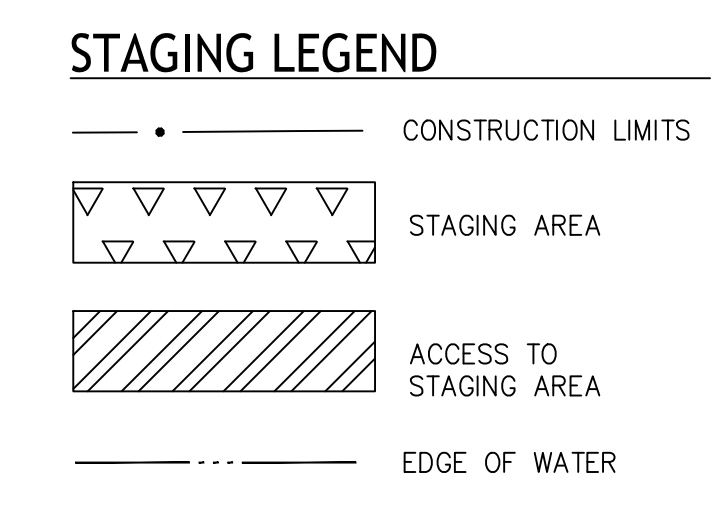 STAGING LEGEND
CONSTRUCTION LIMITS
STAGING AREA
ACCESS TO
STAGING AREA
EDGE OF WATER